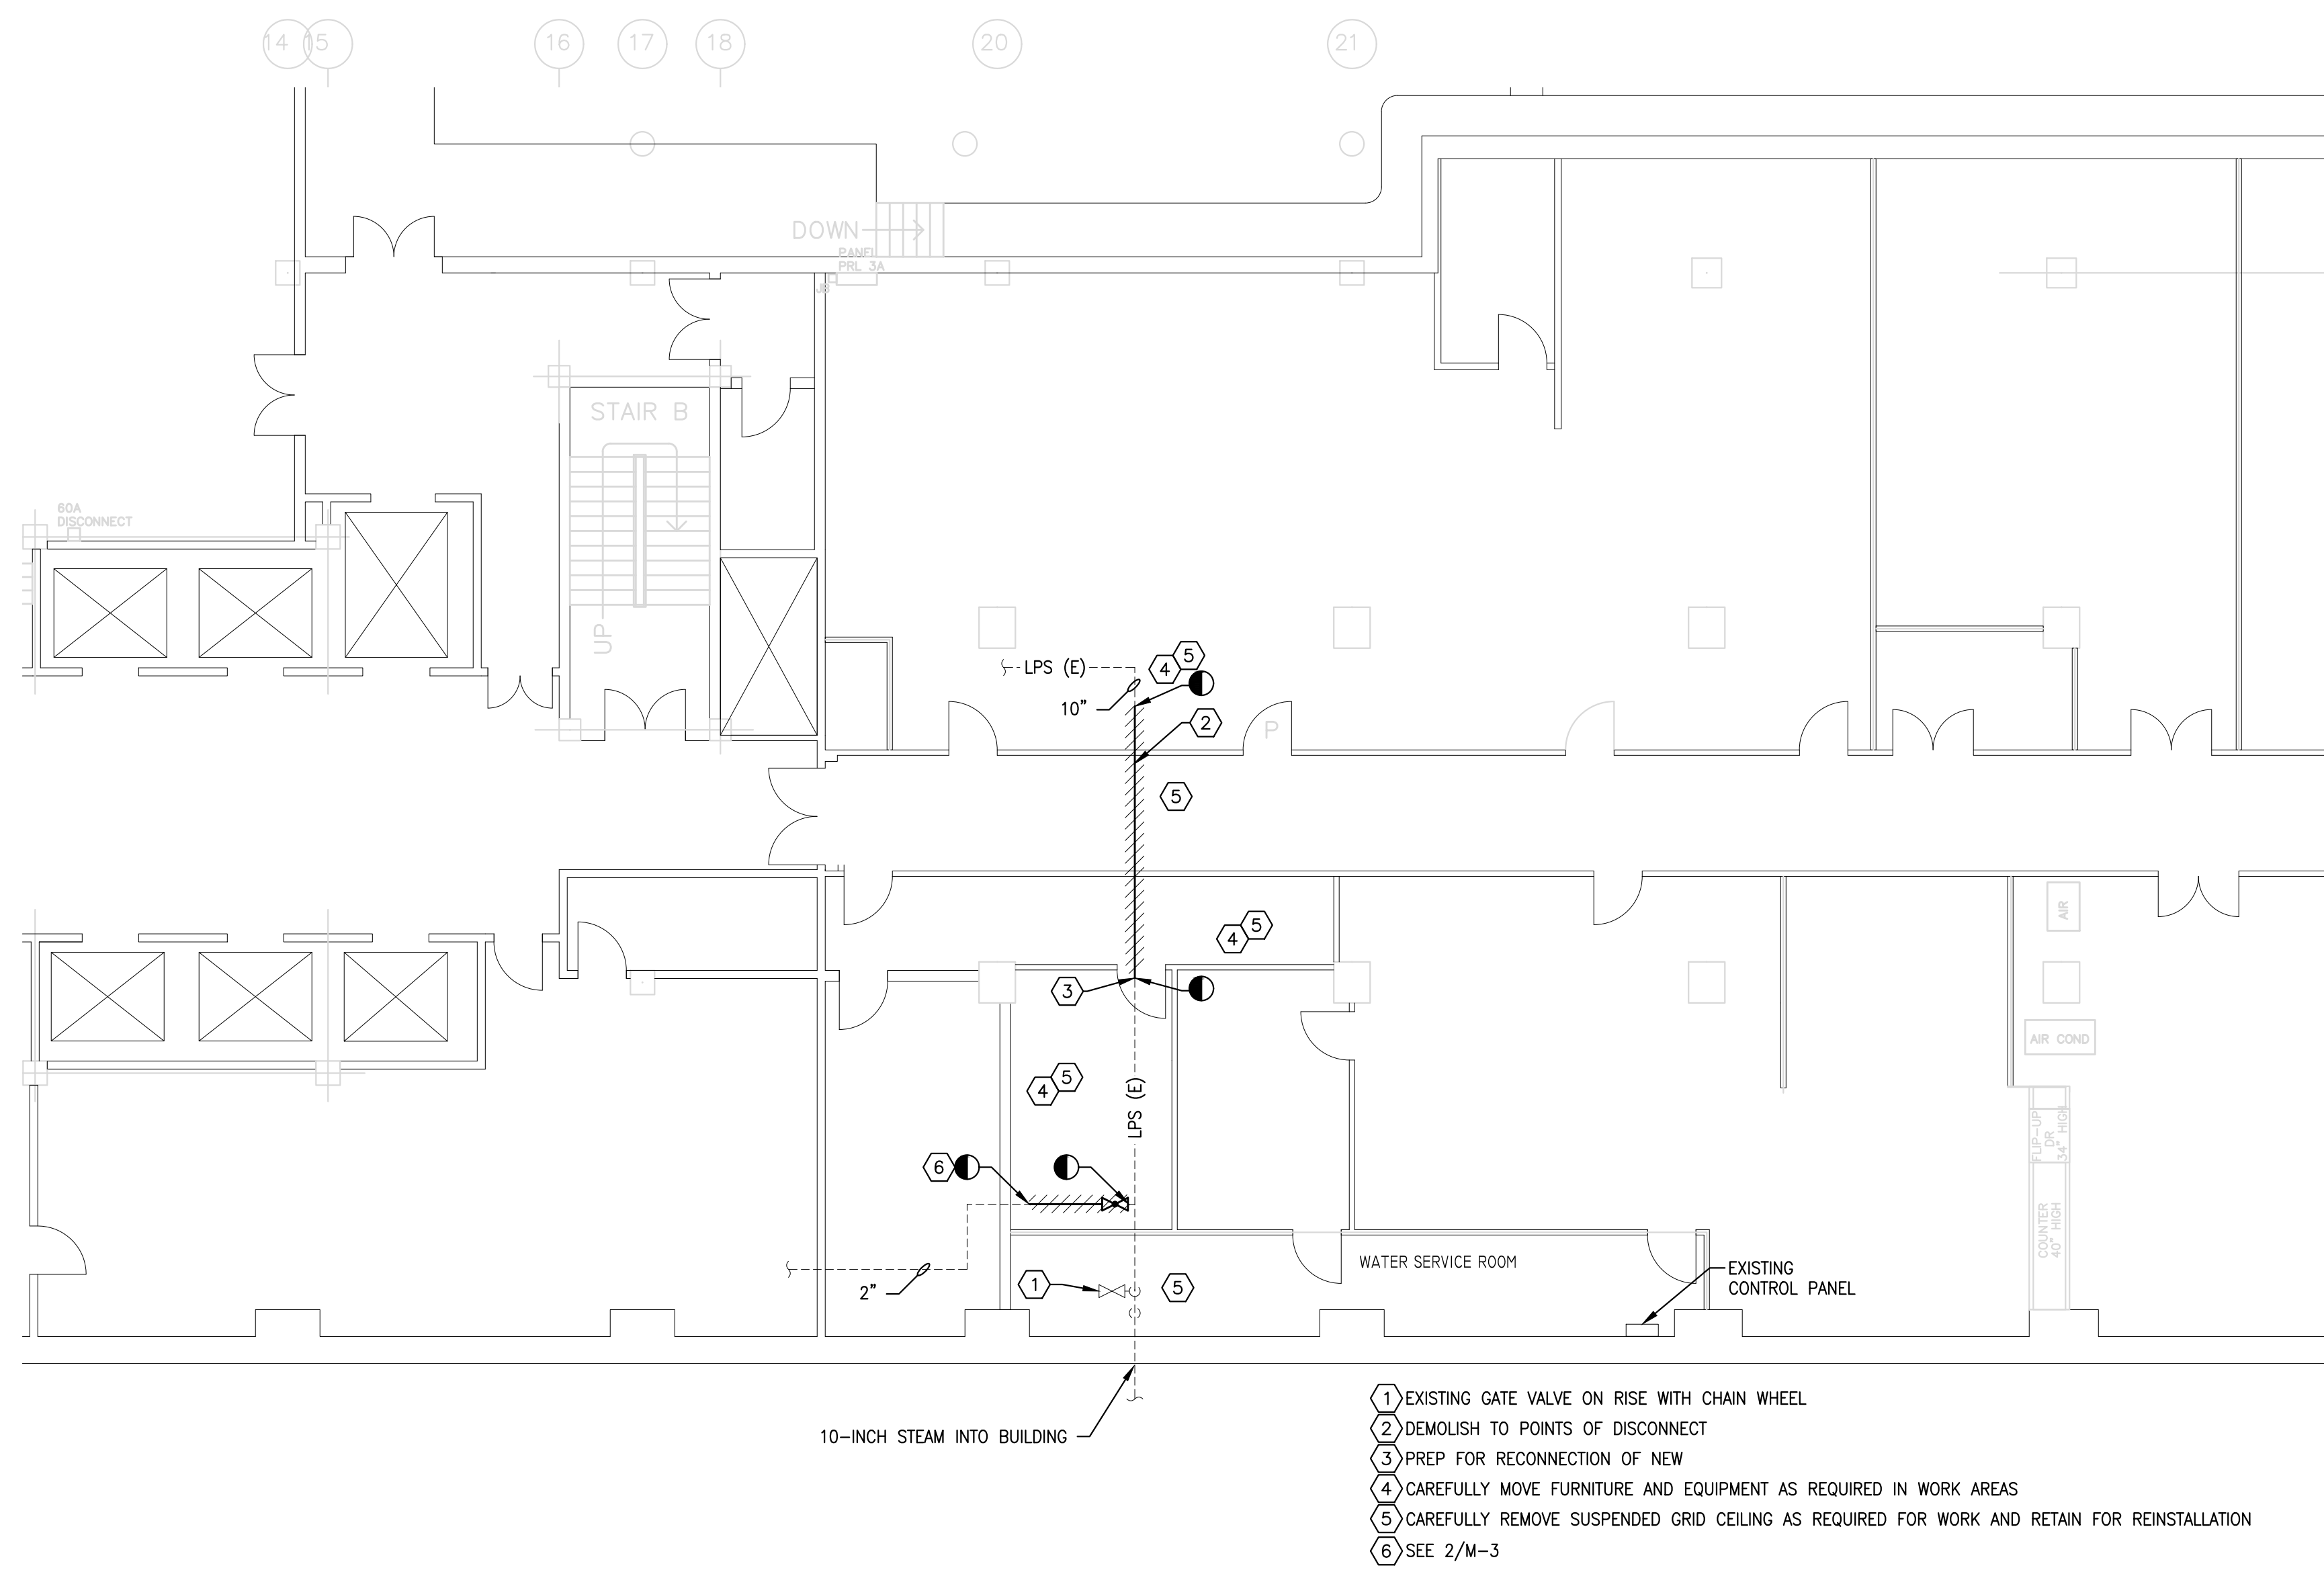 14 15 16 17 18 20 21
DOWN
PANEL
PRL 3A
JB
STAIR B
60A
DISCONNECT
UP
LPS (E)
4 5
10”
2
P
5
AIR
4 5
3
AIR COND
4 5
LPS (E)
FLIP-UP
DR
34" HIGH
6
COUNTER
40" HIGH
WATER SERVICE ROOM
2”
1
5
EXISTING
CONTROL PANEL
10-INCH STEAM INTO BUILDING
1 EXISTING GATE VALVE ON RISE WITH CHAIN WHEEL
2 DEMOLISH TO POINTS OF DISCONNECT
3 PREP FOR RECONNECTION OF NEW
4 CAREFULLY MOVE FURNITURE AND EQUIPMENT AS REQUIRED IN WORK AREAS
5 CAREFULLY REMOVE SUSPENDED GRID CEILING AS REQUIRED FOR WORK AND RETAIN FOR REINSTALLATION
6 SEE 2/M-3